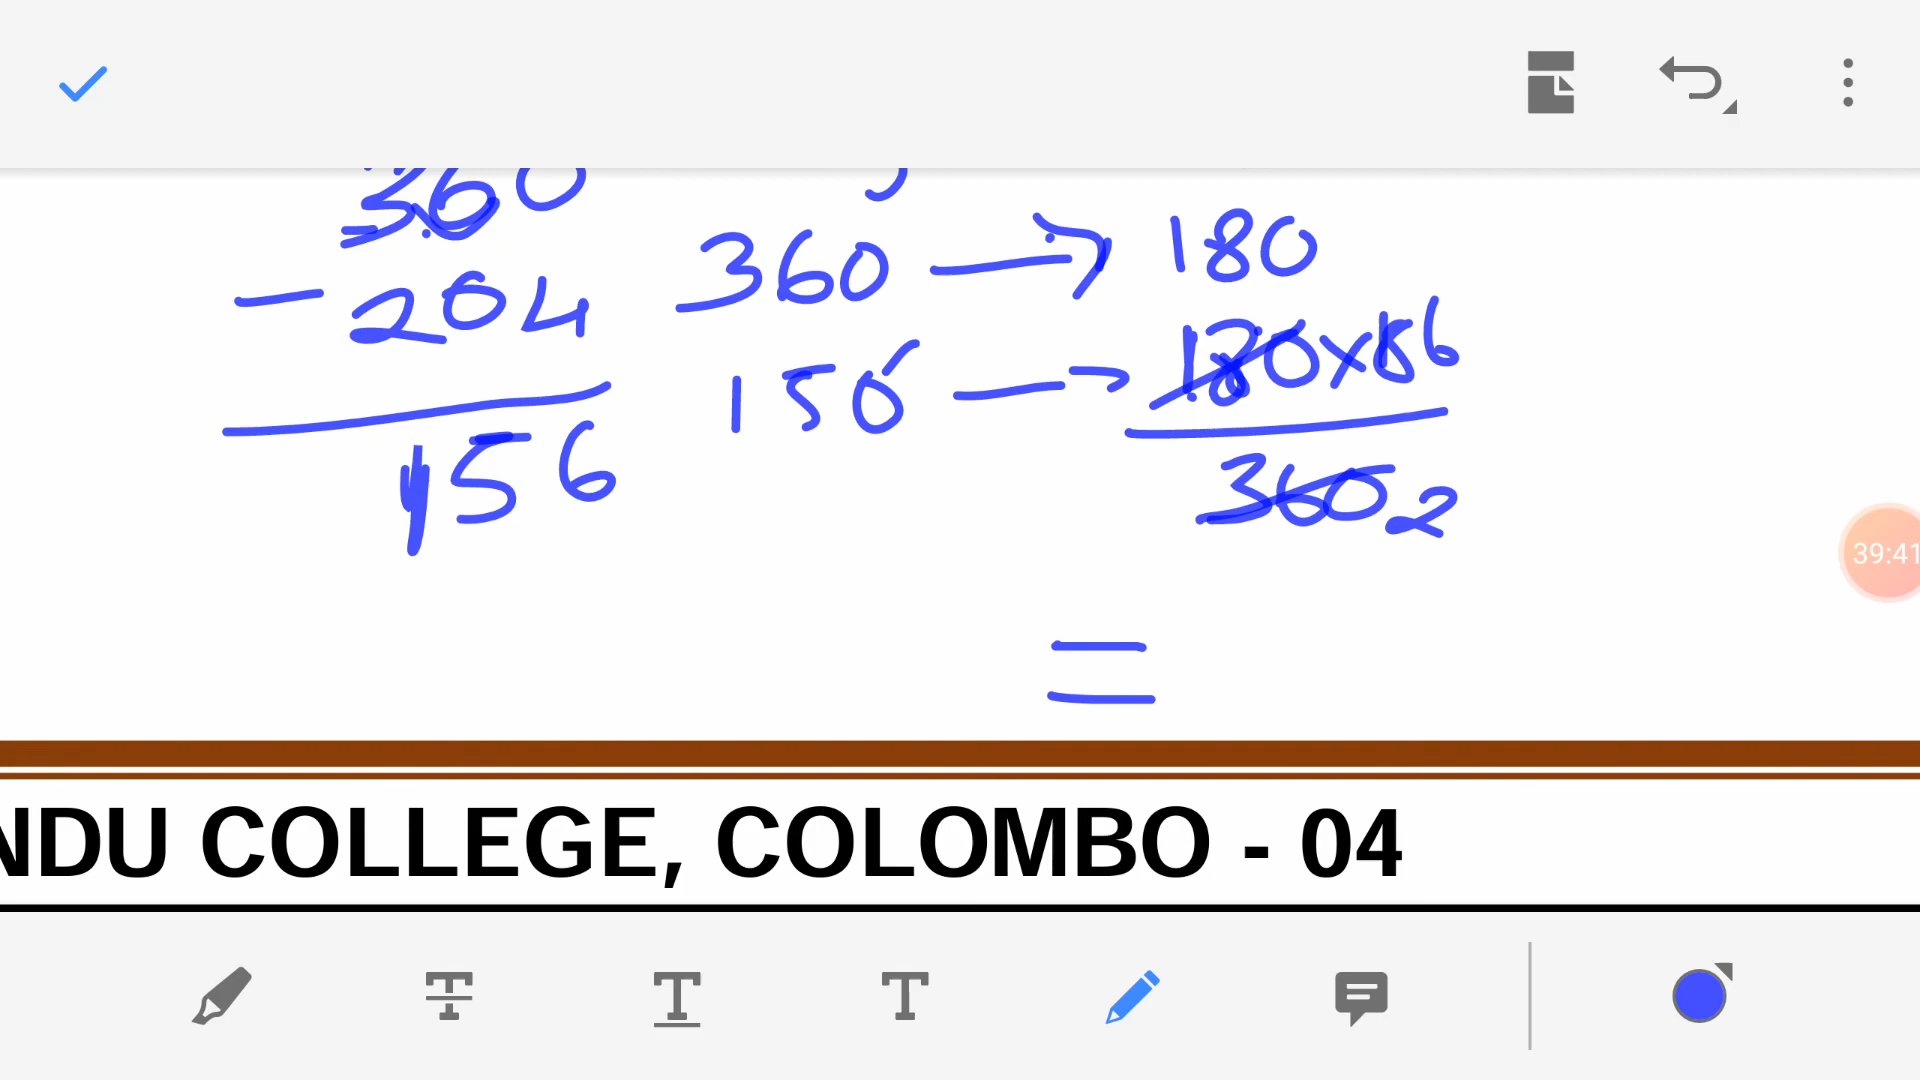 360 )
360 → 180
- 204
156 → 180 x 156
156
360 2
=
NDU COLLEGE, COLOMBO - 04
39:41